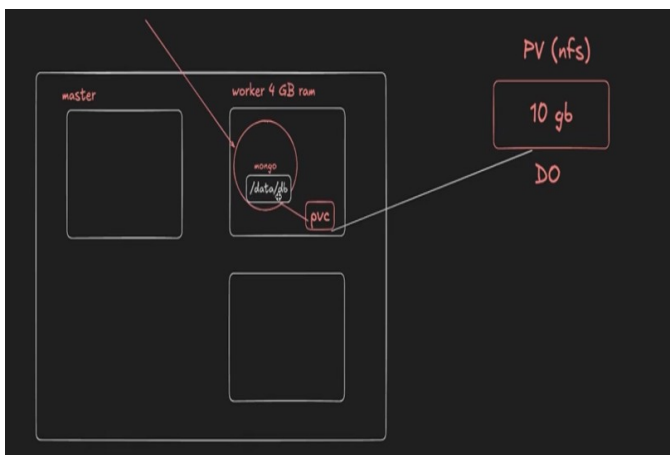 PV (nfs)
master
worker 4 GB ram
10 gb
mongo
/data/db
DO
pvc